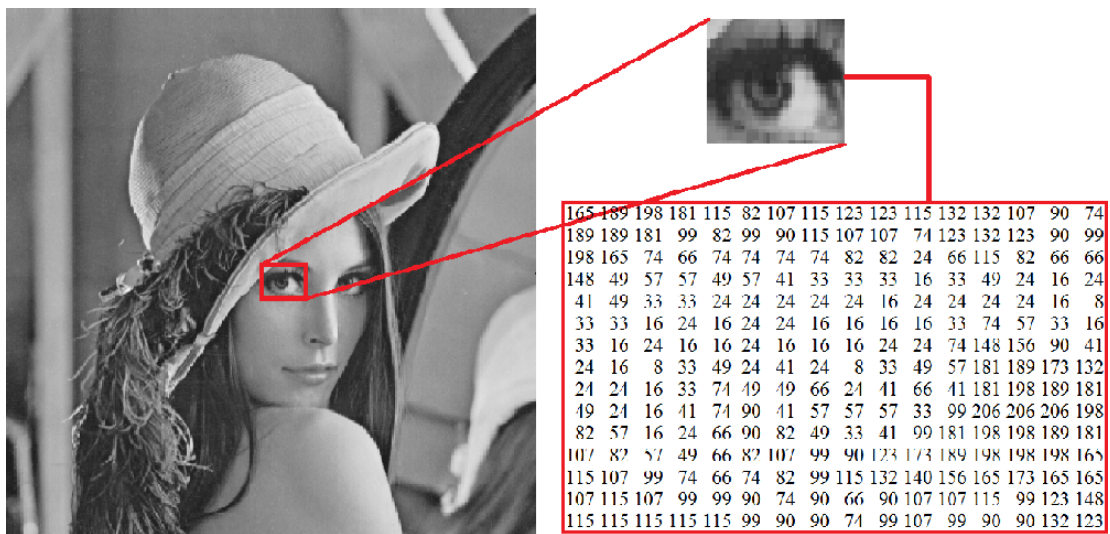 165 189 198 181 115 82 107 115 123 123 115 132 132 107 90 74
189 189 181 99 82 99 90 115 107 107 74 123 132 123 90 99
198 165 74 66 74 74 74 74 82 82 24 66 115 82 66 66
148 49 57 57 49 57 41 33 33 33 16 33 49 24 16 24
41 49 33 33 24 24 24 24 24 16 24 24 24 24 16 8
33 33 16 24 16 24 24 16 16 16 16 33 74 57 33 16
33 16 24 16 16 24 16 16 16 24 24 74 148 156 90 41
24 16 8 33 49 24 41 24 8 33 49 57 181 189 173 132
24 24 16 33 74 49 49 66 24 41 66 41 181 198 189 181
49 24 16 41 74 90 41 57 57 57 33 99 206 206 206 198
82 57 16 24 66 90 82 49 33 41 99 181 198 198 189 181
107 82 57 49 66 82 107 99 90 123 173 189 198 198 198 165
115 107 99 74 66 74 82 99 115 132 140 156 165 173 165 165
107 115 107 99 99 90 74 90 66 90 107 107 115 99 123 148
115 115 115 115 115 99 90 90 74 99 107 99 90 90 132 123